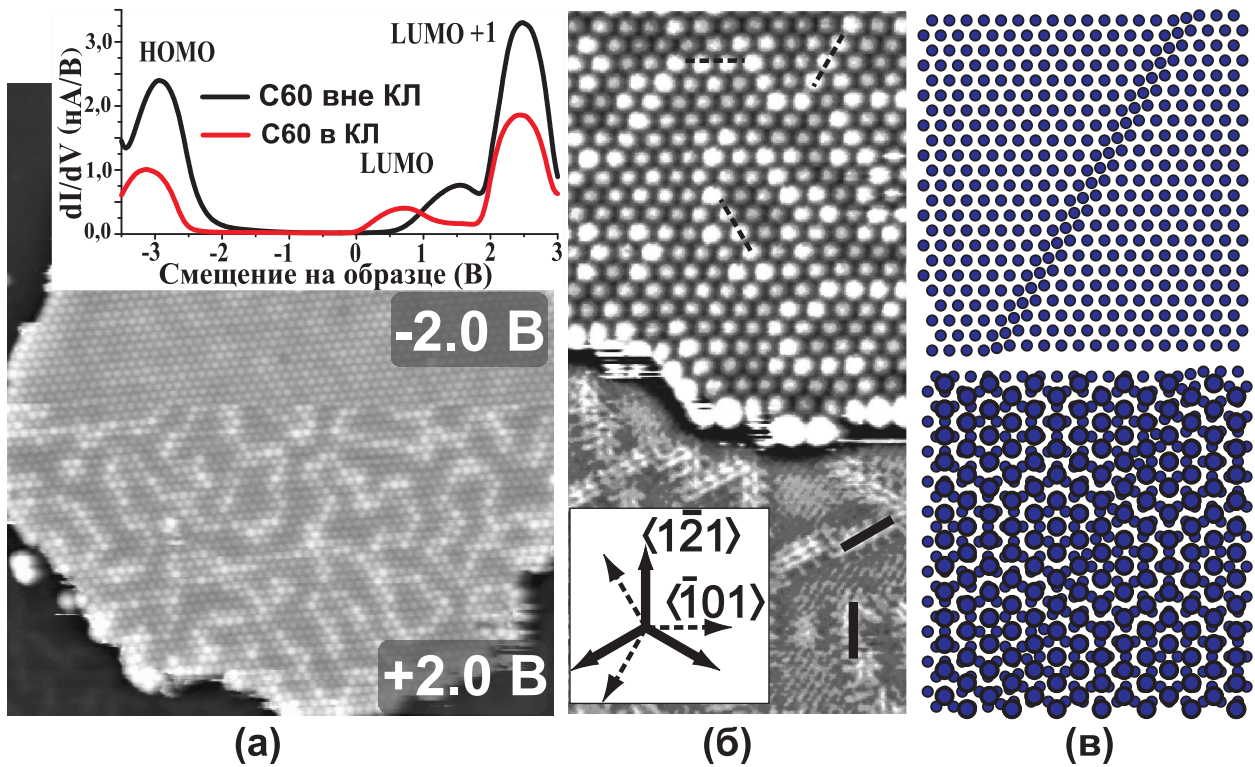 3,0
2,0
1,0
0,0
dI/dV (нА/В)
HOMO
LUMO +1
C60 вне КЛ
C60 в КЛ
LUMO
-3 -2 -1 0 1 2 3
Смещение на образце (В)
-2.0 В
+2.0 В
⟨12̅1⟩
⟨1̅01⟩
(а) (б) (в)